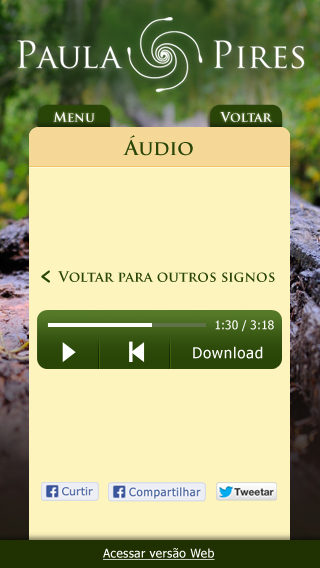 PAULA PIRES
MENU
VOLTAR
ÁUDIO
VOLTAR PARA OUTROS SIGNOS
1:30 / 3:18
Download
Curtir
Compartilhar
Tweetar
Acessar versão Web